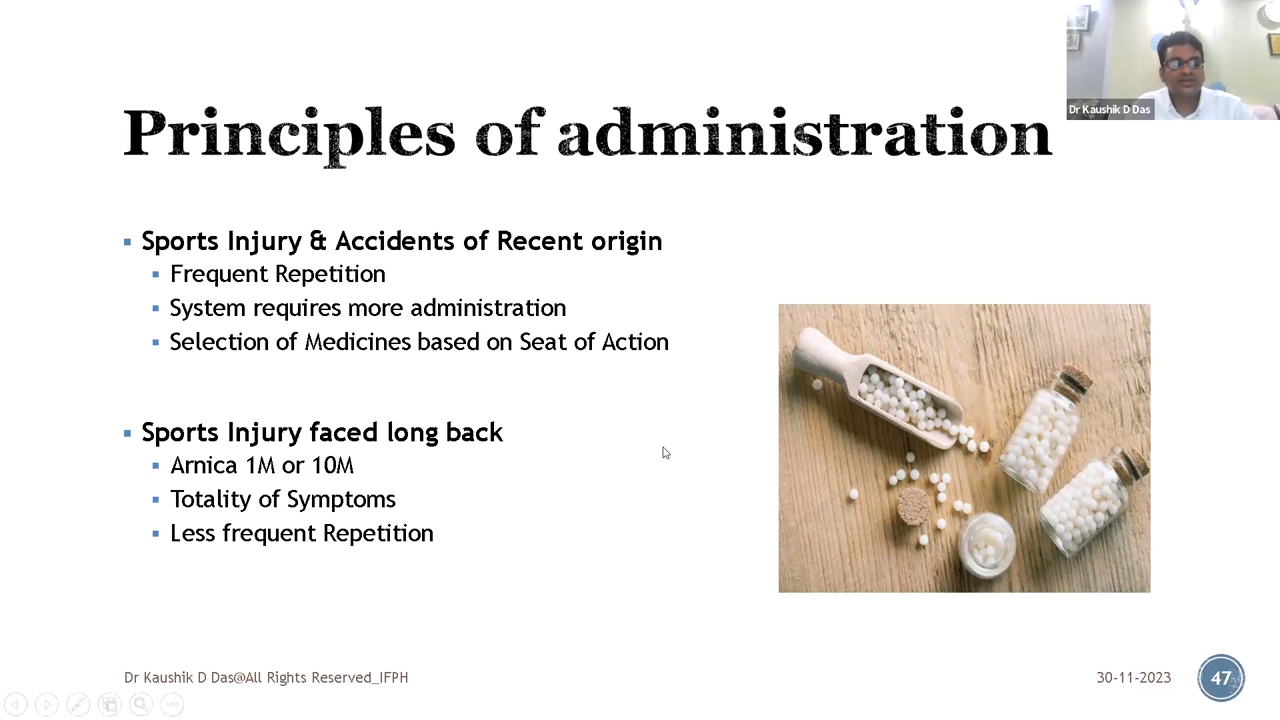 Dr Kaushik D Das
Principles of administration
Sports Injury & Accidents of Recent origin
Frequent Repetition
System requires more administration
Selection of Medicines based on Seat of Action
Sports Injury faced long back
Arnica 1M or 10M
Totality of Symptoms
Less frequent Repetition
Dr Kaushik D Das@All Rights Reserved_IFPH
30-11-2023
47